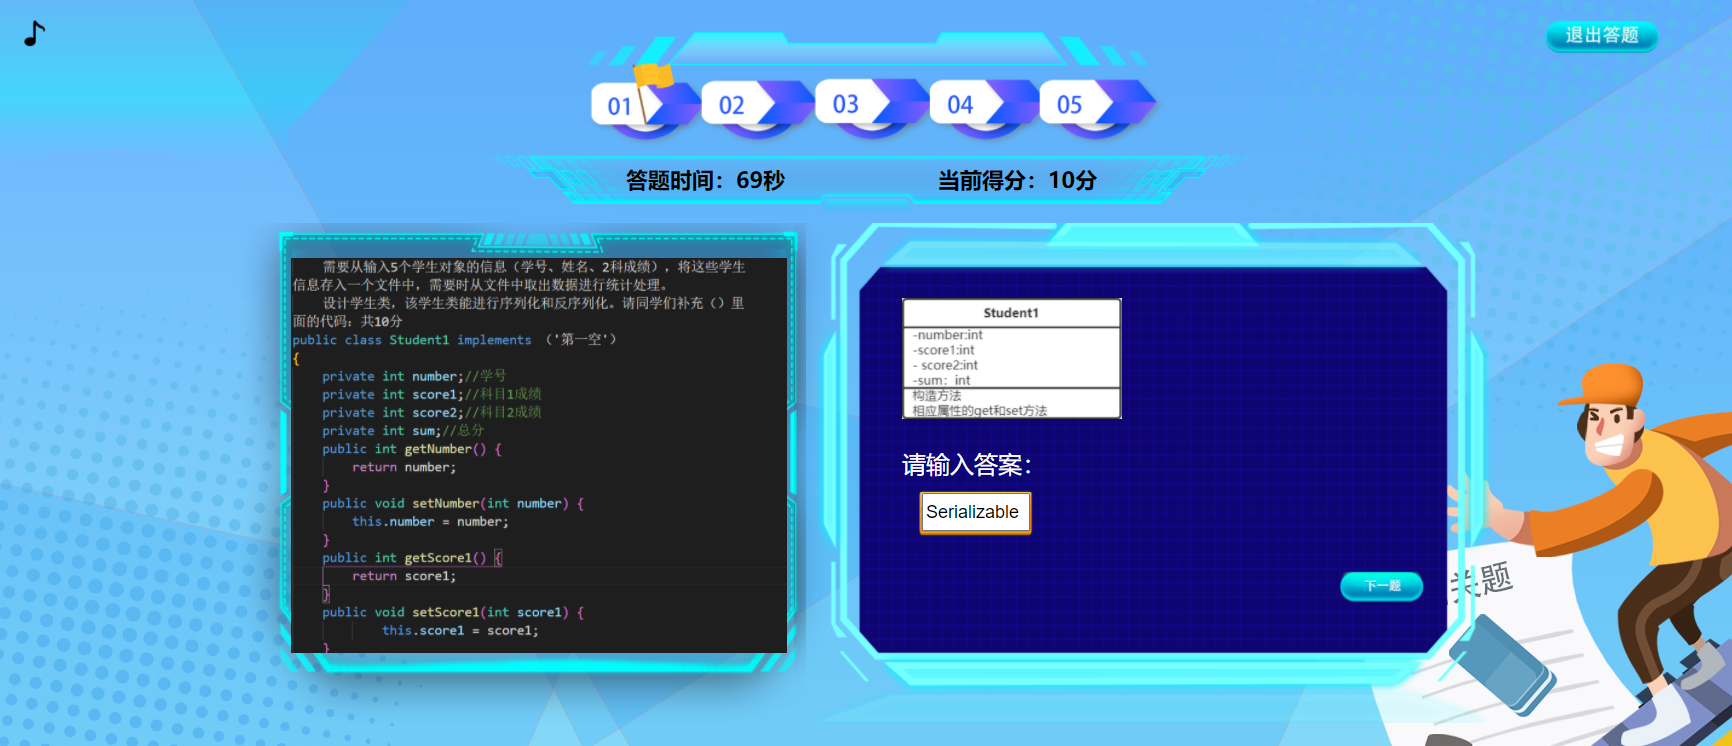 退出答题
01 02 03 04 05
答题时间：69秒
当前得分：10分
需要从输入5个学生对象的信息（学号、姓名、2科成绩），将这些学生
信息存入一个文件中，需要时从文件中取出数据进行统计处理。
设计学生类，该学生类能进行序列化和反序列化。请同学们补充（）里
面的代码：共10分
public class Student1 implements （'第一空'）
{
private int number;//学号
private int score1;//科目1成绩
private int score2;//科目2成绩
private int sum;//总分
public int getNumber() {
return number;
}
public void setNumber(int number) {
this.number = number;
}
public int getScore1() {
return score1;
}
public void setScore1(int score1) {
this.score1 = score1;
}
Student1
-number:int
-score1:int
- score2:int
-sum：int
构造方法
相应属性的get和set方法
请输入答案：
Serializable
下一题
关题